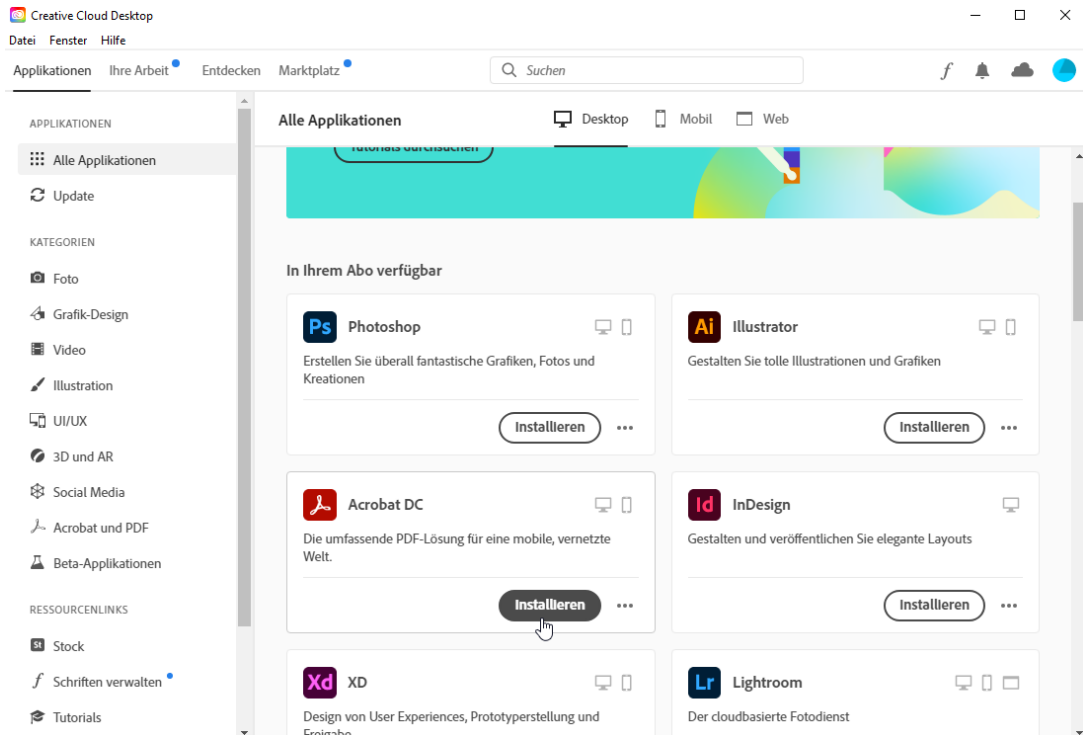 Creative Cloud Desktop
Datei Fenster Hilfe
Applikationen Ihre Arbeit Entdecken Marktplatz Suchen
APPLIKATIONEN
Alle Applikationen
Update
KATEGORIEN
Foto
Grafik-Design
Video
Illustration
UI/UX
3D und AR
Social Media
Acrobat und PDF
Beta-Applikationen
RESSOURCENLINKS
St Stock
Schriften verwalten
Tutorials
Alle Applikationen Desktop Mobil Web
Tutorials durchsuchen
In Ihrem Abo verfügbar
Ps Photoshop
Erstellen Sie überall fantastische Grafiken, Fotos und
Kreationen
Installieren
Ai Illustrator
Gestalten Sie tolle Illustrationen und Grafiken
Installieren
Acrobat DC
Die umfassende PDF-Lösung für eine mobile, vernetzte
Welt.
Installieren
Id InDesign
Gestalten und veröffentlichen Sie elegante Layouts
Installieren
Xd XD
Design von User Experiences, Prototyperstellung und
Freigabe
Lr Lightroom
Der cloudbasierte Fotodienst